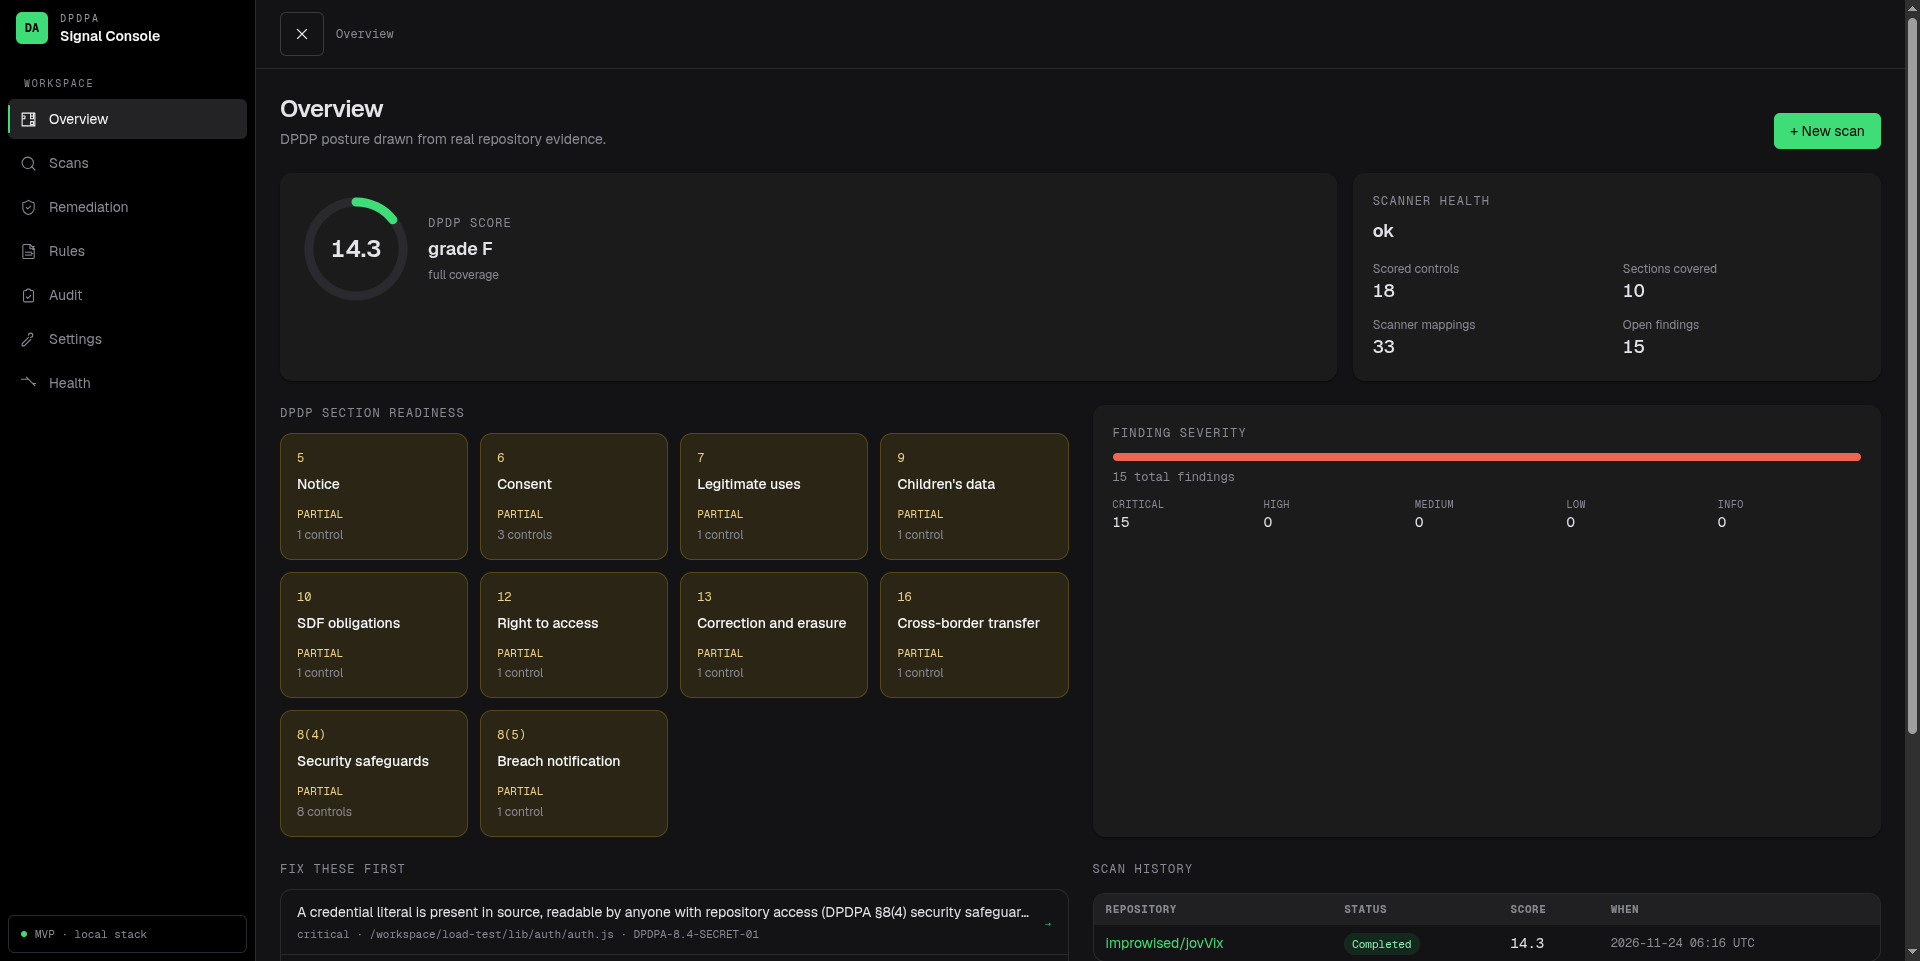 DA
DPDPA
Signal Console
WORKSPACE
Overview
Scans
Remediation
Rules
Audit
Settings
Health
MVP · local stack
Overview
Overview
DPDP posture drawn from real repository evidence.
+ New scan
14.3
DPDP SCORE
grade F
full coverage
SCANNER HEALTH
ok
Scored controls
18
Sections covered
10
Scanner mappings
33
Open findings
15
DPDP SECTION READINESS
5
Notice
PARTIAL
1 control
6
Consent
PARTIAL
3 controls
7
Legitimate uses
PARTIAL
1 control
9
Children's data
PARTIAL
1 control
10
SDF obligations
PARTIAL
1 control
12
Right to access
PARTIAL
1 control
13
Correction and erasure
PARTIAL
1 control
16
Cross-border transfer
PARTIAL
1 control
8(4)
Security safeguards
PARTIAL
8 controls
8(5)
Breach notification
PARTIAL
1 control
FINDING SEVERITY
15 total findings
CRITICAL HIGH MEDIUM LOW INFO
15 0 0 0 0
FIX THESE FIRST
A credential literal is present in source, readable by anyone with repository access (DPDPA §8(4) security safeguar… →
critical · /workspace/load-test/lib/auth/auth.js · DPDPA-8.4-SECRET-01
SCAN HISTORY
REPOSITORY STATUS SCORE WHEN
improwised/jovVix Completed 14.3 2026-11-24 06:16 UTC